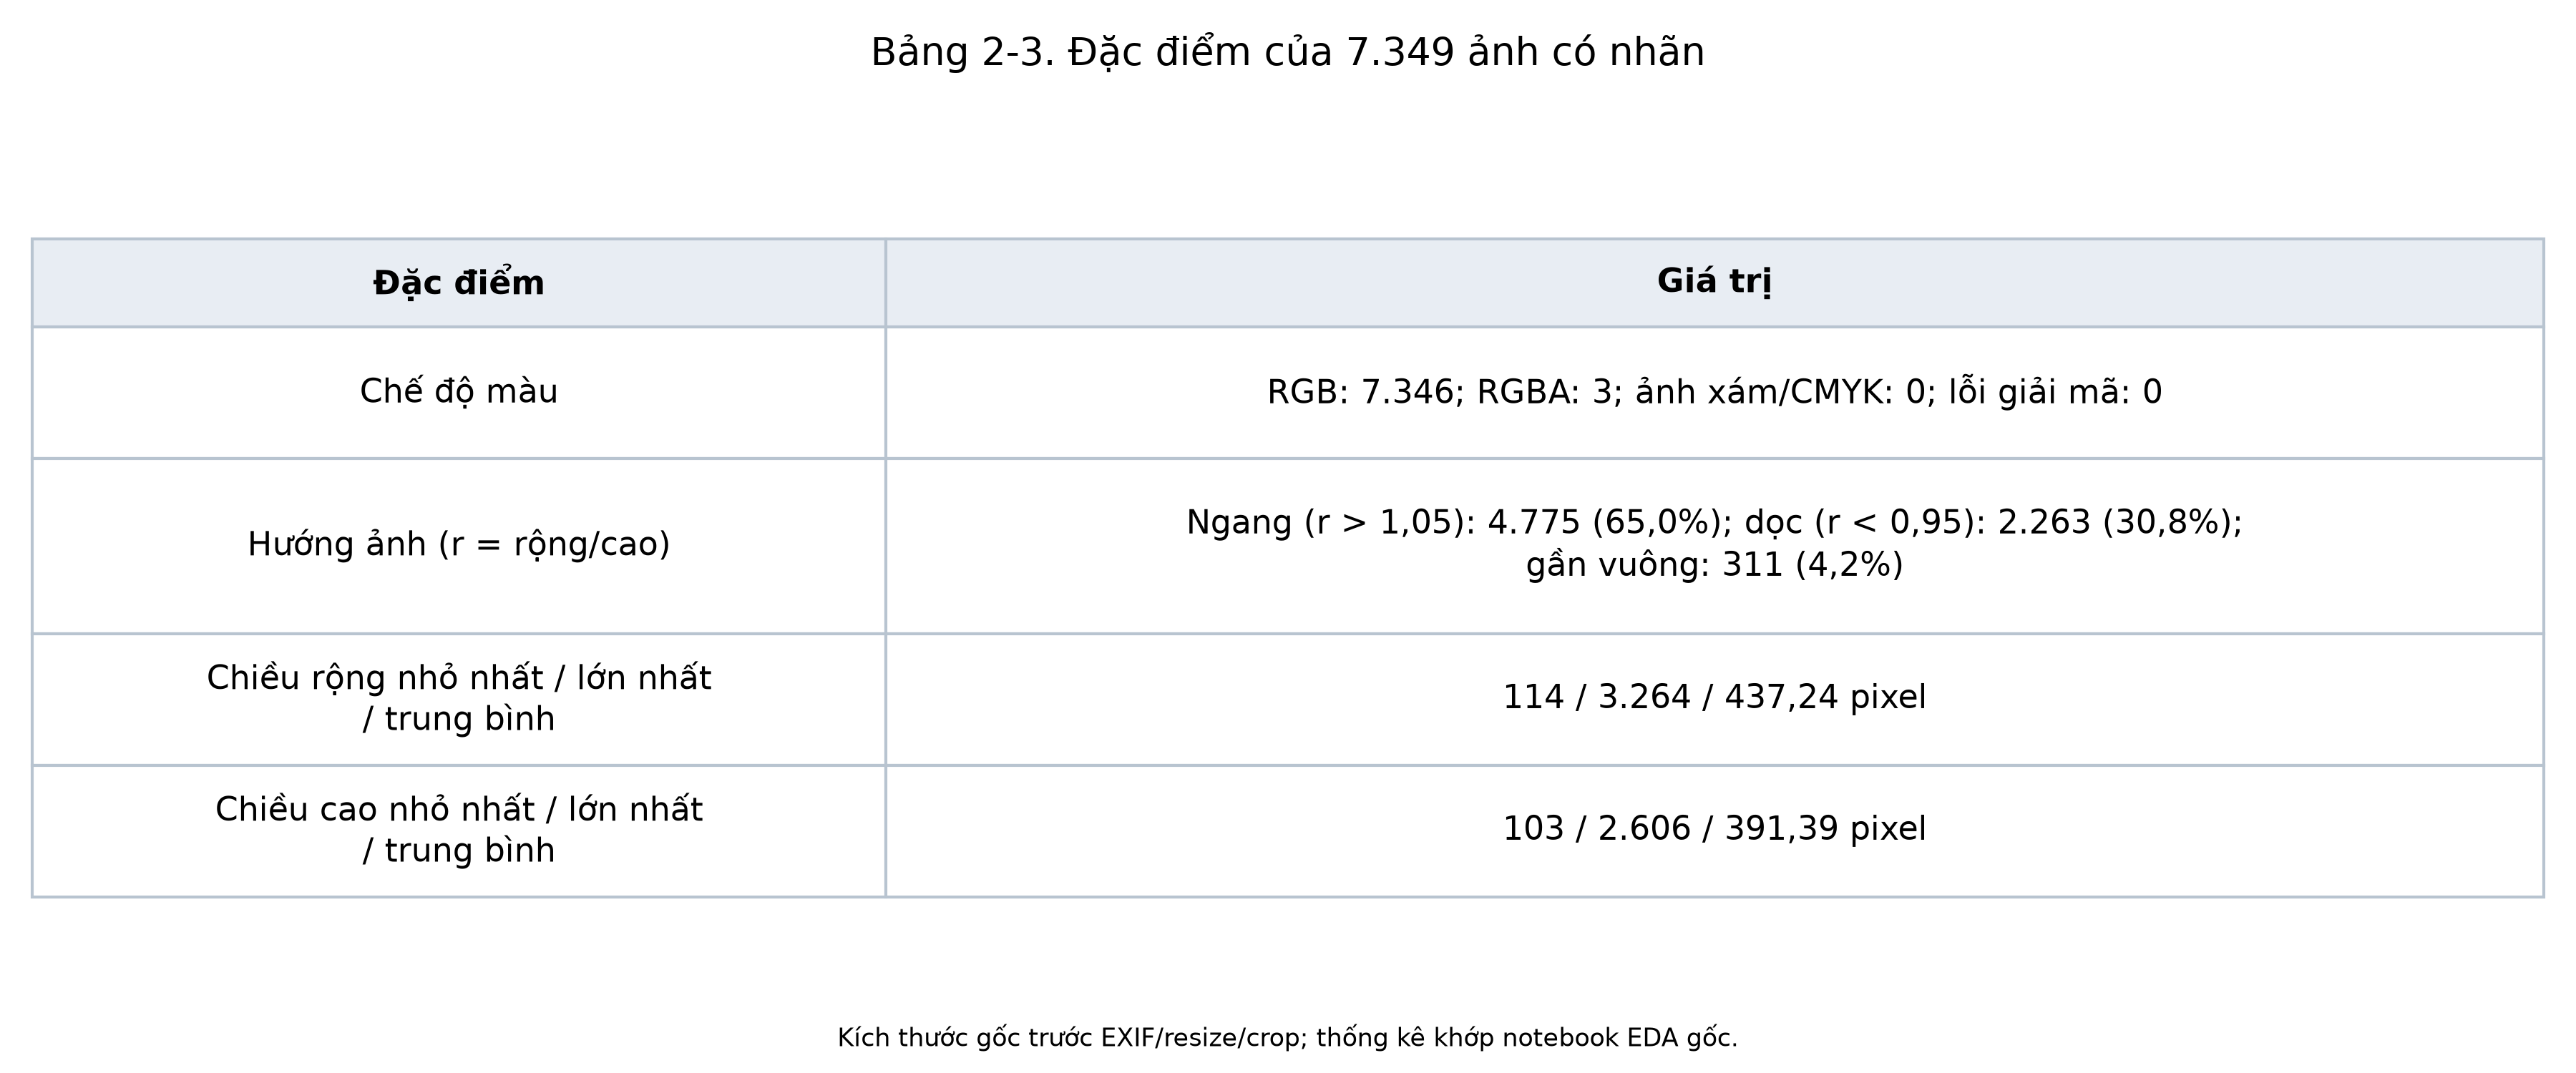 Bảng 2-3. Đặc điểm của 7.349 ảnh có nhãn
Đặc điểm
Giá trị
Chế độ màu
RGB: 7.346; RGBA: 3; ảnh xám/CMYK: 0; lỗi giải mã: 0
Hướng ảnh (r = rộng/cao)
Ngang (r > 1,05): 4.775 (65,0%); dọc (r < 0,95): 2.263 (30,8%);
gần vuông: 311 (4,2%)
Chiều rộng nhỏ nhất / lớn nhất
/ trung bình
114 / 3.264 / 437,24 pixel
Chiều cao nhỏ nhất / lớn nhất
/ trung bình
103 / 2.606 / 391,39 pixel
Kích thước gốc trước EXIF/resize/crop; thống kê khớp notebook EDA gốc.